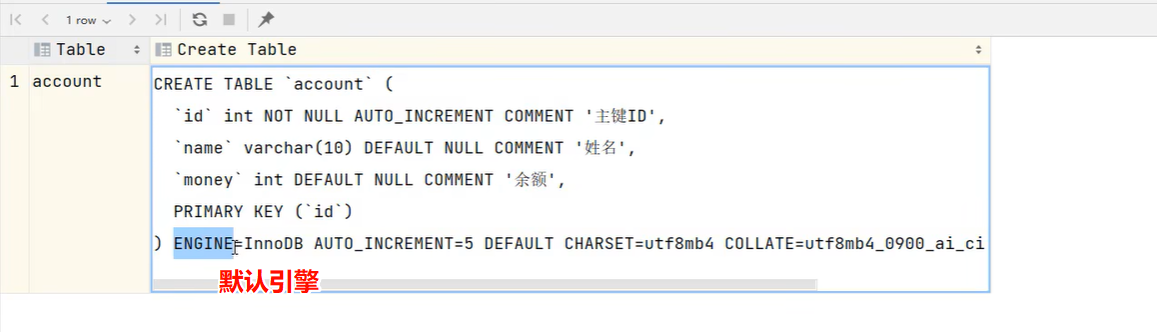 1 row
Table
Create Table
1 account
CREATE TABLE `account` (
`id` int NOT NULL AUTO_INCREMENT COMMENT '主键ID',
`name` varchar(10) DEFAULT NULL COMMENT '姓名',
`money` int DEFAULT NULL COMMENT '余额',
PRIMARY KEY (`id`)
) ENGINE=InnoDB AUTO_INCREMENT=5 DEFAULT CHARSET=utf8mb4 COLLATE=utf8mb4_0900_ai_ci
默认引擎